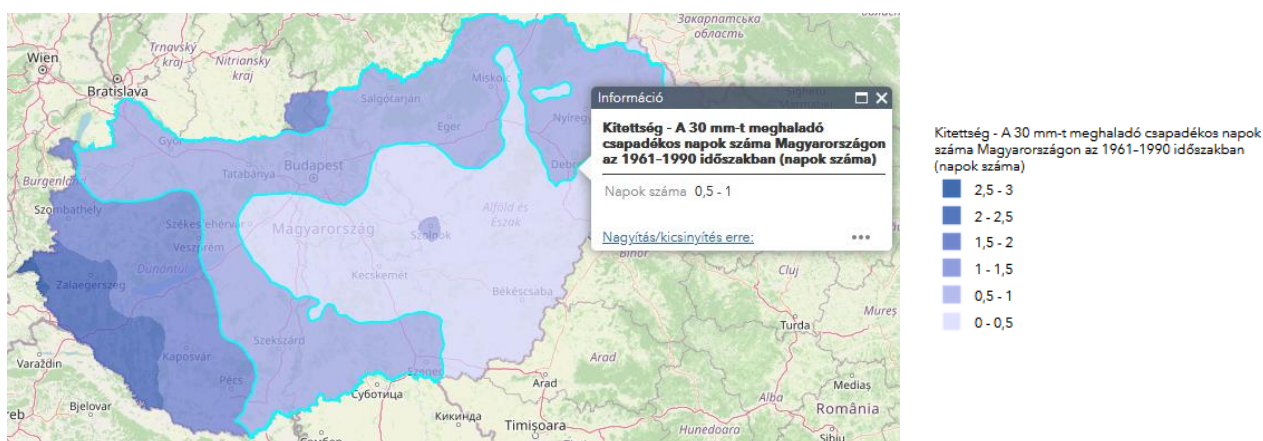 Закарпатська
область
Wien
Trnavský
kraj
Nitriansky
kraj
Bratislava
Miskolc
Salgótarján
Eger
Győr
Budapest
Tatabánya
Burgenland
Szombathely
Székesfehérvár
Magyarország
Alföld és
Észak
Szolnok
Veszprém
Dunántúl
Zalaegerszeg
Kecskemét
Békéscsaba
Kaposvár
Szekszárd
Pécs
Szeged
Varaždin
Bjelovar
Суботица
Кикинда
Arad
Arad
Timișoara
Hunedoara
Alba
Sibiu
Mediaș
România
Turda
Mureș
Cluj
Bihor
Információ
Kitettség - A 30 mm-t meghaladó
csapadékos napok száma Magyarországon
az 1961-1990 időszakban (napok száma)
Napok száma 0,5 - 1
Nagyítás/kicsinyítés erre:
Kitettség - A 30 mm-t meghaladó csapadékos napok
száma Magyarországon az 1961-1990 időszakban
(napok száma)
2,5 - 3
2 - 2,5
1,5 - 2
1 - 1,5
0,5 - 1
0 - 0,5